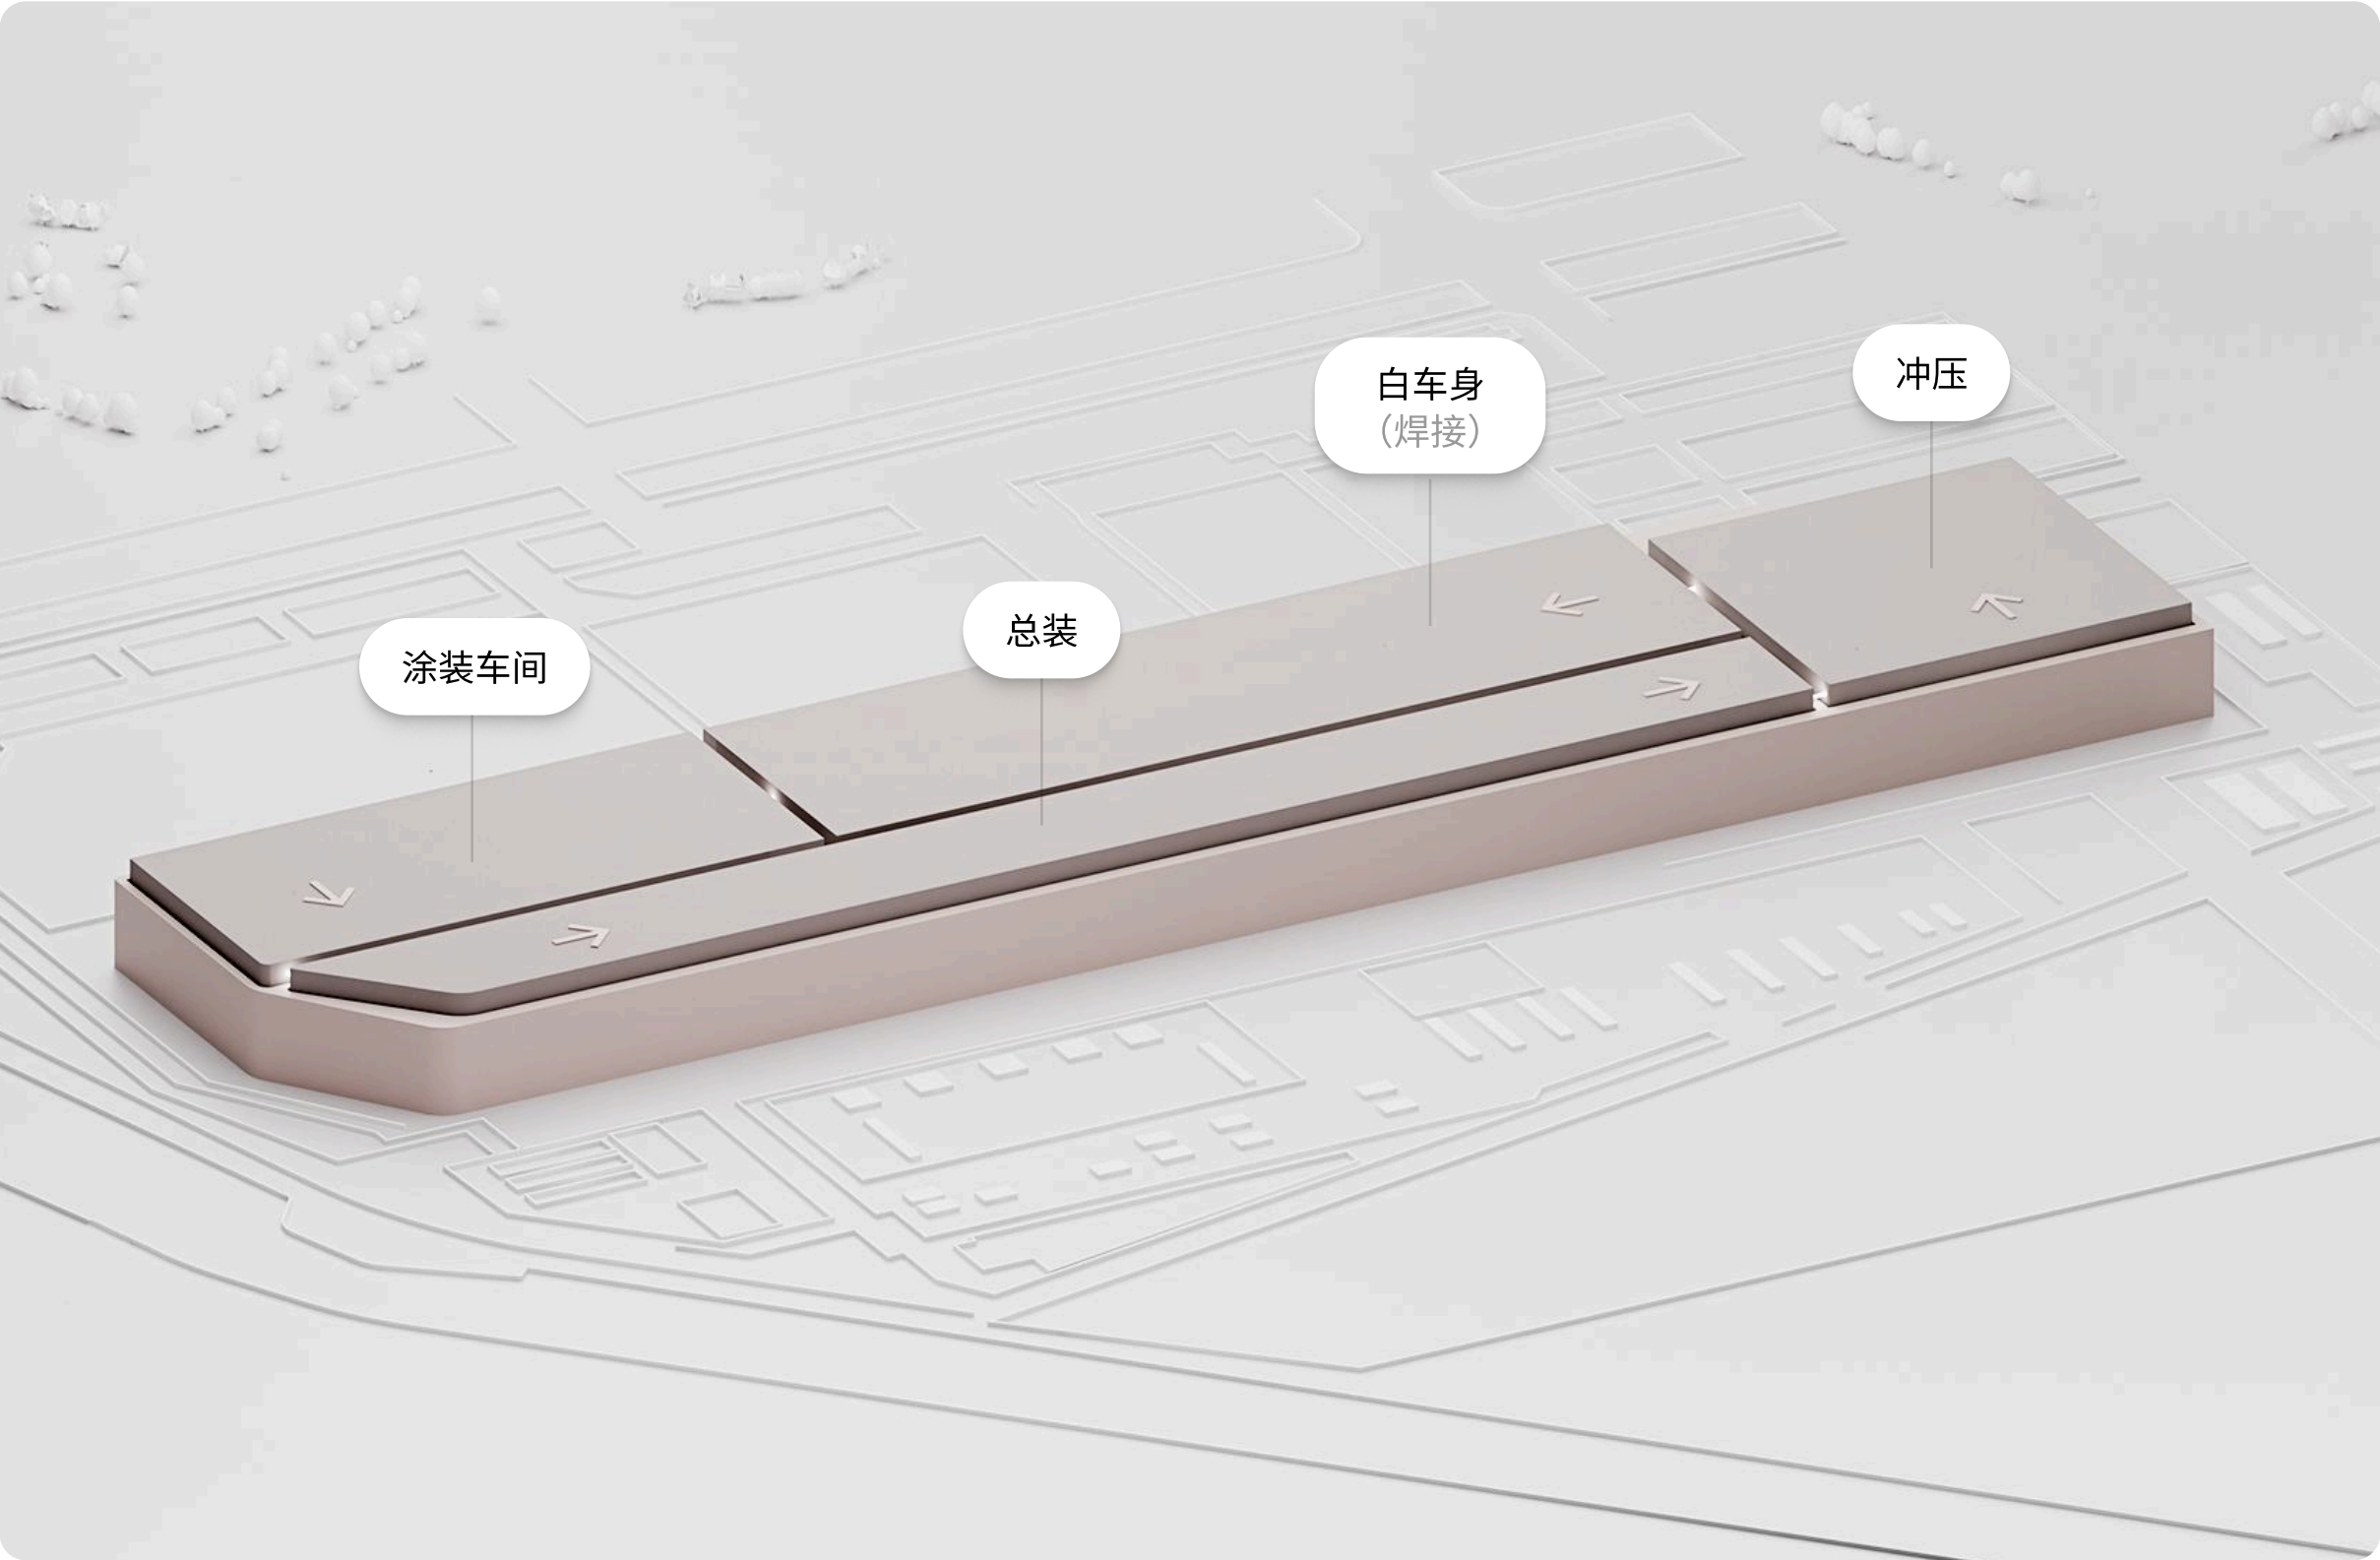 白车身
（焊接）
冲压
总装
涂装车间